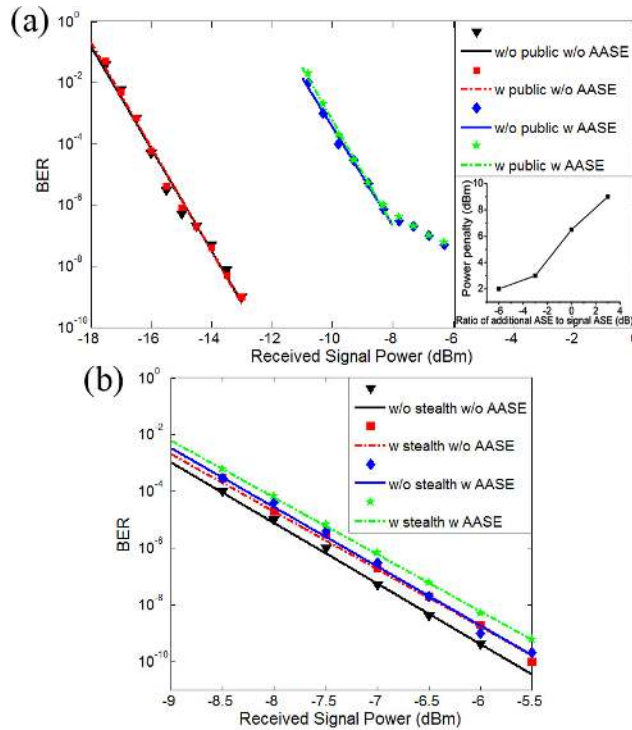 (a)
10^0
10^-2
10^-4
10^-6
10^-8
10^-10
BER
-18 -16 -14 -12 -10 -8 -6 -4 -2 0
Received Signal Power (dBm)
w/o public w/o AASE
w public w/o AASE
w/o public w AASE
w public w AASE
Power penalty (dBm)
8
6
4
2
-6 -4 -2 0 2 4
Ratio of additional ASE to signal ASE (dB)
(b)
10^0
10^-2
10^-4
10^-6
10^-8
10^-10
BER
w/o stealth w/o AASE
w stealth w/o AASE
w/o stealth w AASE
w stealth w AASE
-9 -8.5 -8 -7.5 -7 -6.5 -6 -5.5
Received Signal Power (dBm)